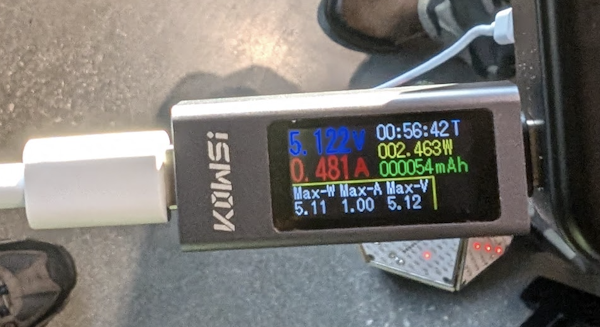 KOWSI
5.122V
0.481A
00:56:42T
002.463W
000054mAh
Max-W Max-A Max-V
5.11 1.00 5.12